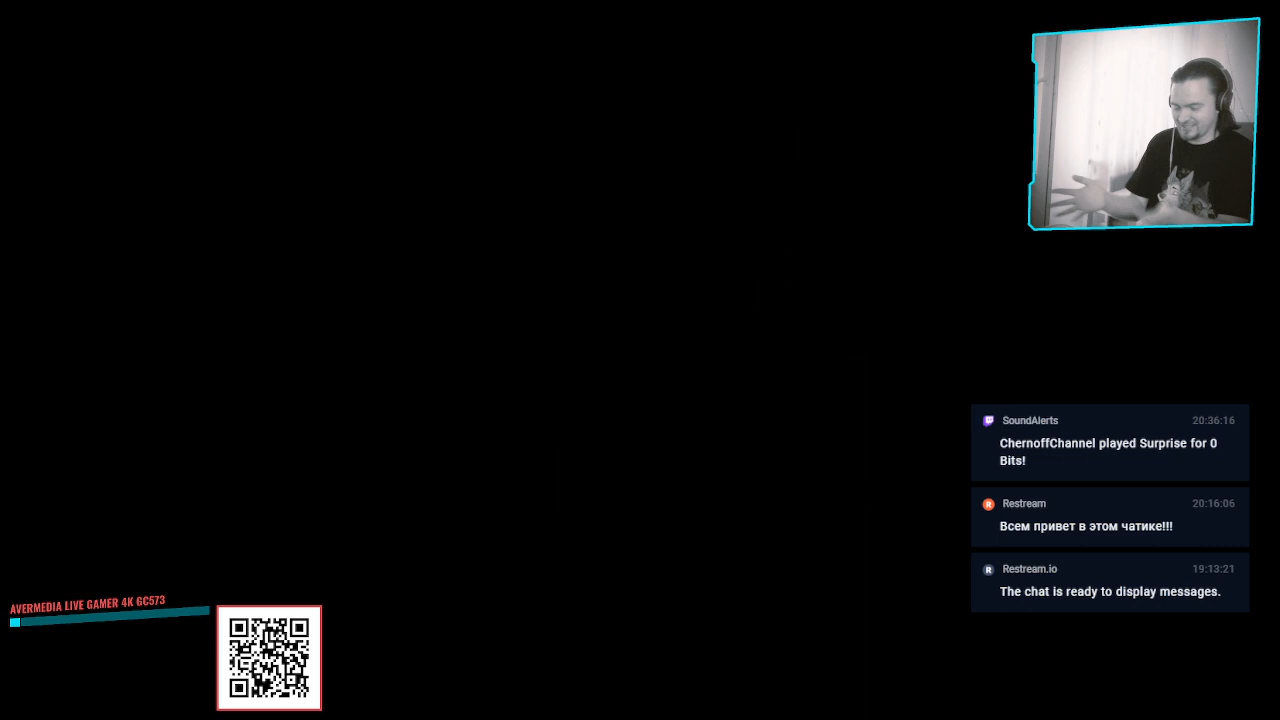 SoundAlerts 20:36:16
ChernoffChannel played Surprise for 0
Bits!
Restream 20:16:06
Всем привет в этом чатике!!!
Restream.io 19:13:21
The chat is ready to display messages.
AVERMEDIA LIVE GAMER 4K GC573